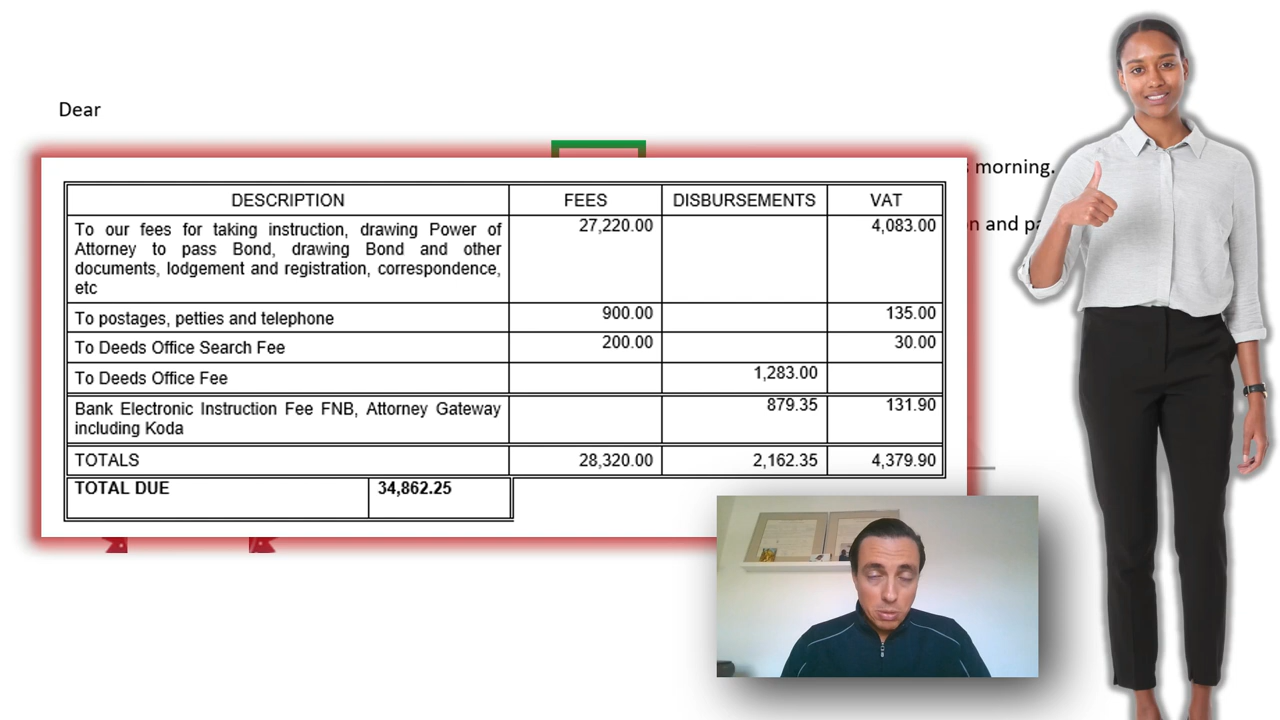 Dear
s morning.
n and pa
DESCRIPTION FEES DISBURSEMENTS VAT
To our fees for taking instruction, drawing Power of 27,220.00 4,083.00
Attorney to pass Bond, drawing Bond and other
documents, lodgement and registration, correspondence,
etc
To postages, petties and telephone 900.00 135.00
To Deeds Office Search Fee 200.00 30.00
To Deeds Office Fee 1,283.00
Bank Electronic Instruction Fee FNB, Attorney Gateway 879.35 131.90
including Koda
TOTALS 28,320.00 2,162.35 4,379.90
TOTAL DUE 34,862.25